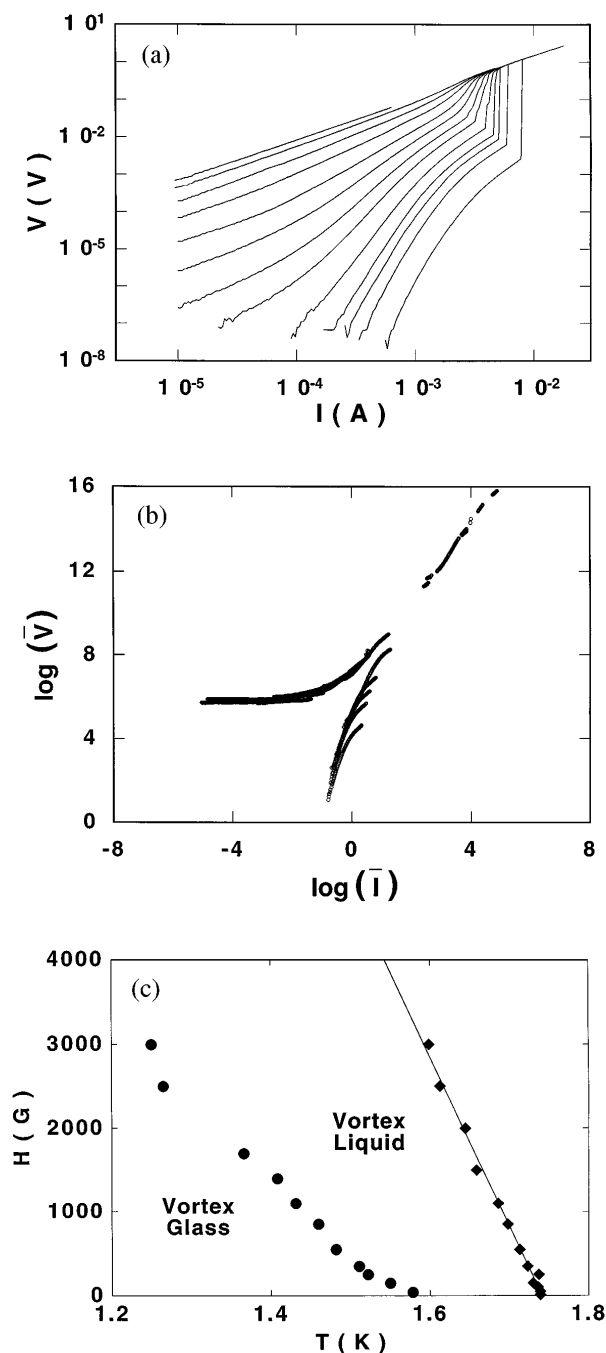 (a)
V ( V )
1 0^1
1 0^-2
1 0^-5
1 0^-8
1 0^-5
1 0^-4
1 0^-3
1 0^-2
I ( A )
(b)
log (V̄)
16
12
8
4
0
-8
-4
0
4
8
log (Ī)
(c)
H ( G )
4000
3000
2000
1000
0
Vortex
Liquid
Vortex
Glass
1.2
1.4
1.6
1.8
T ( K )